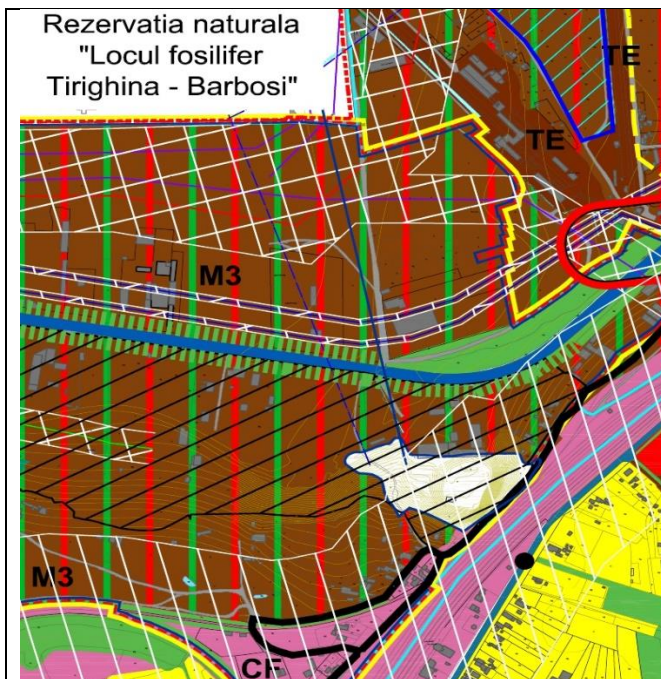 Rezervatia naturala
"Locul fosilifer
Tirighina - Barbosi"
TE
TE
M3
M3
CF